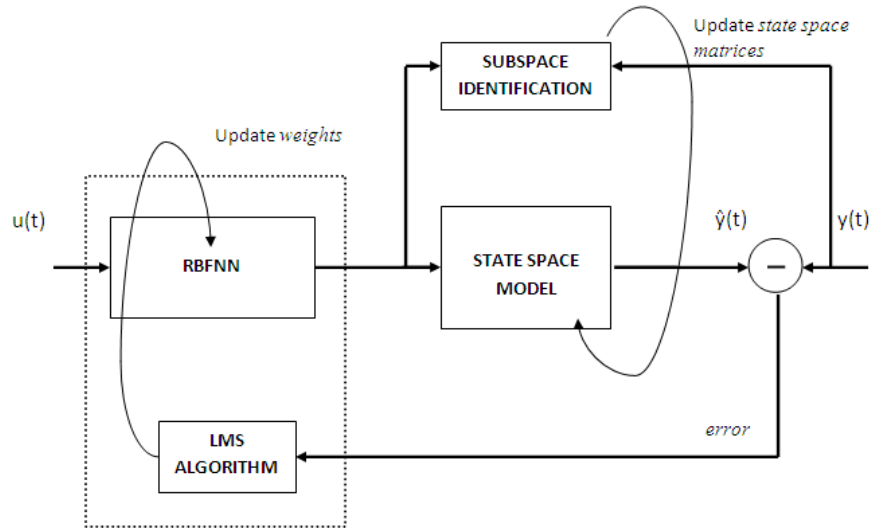 Update state space
matrices
SUBSPACE
IDENTIFICATION
Update weights
u(t)
ŷ(t)
y(t)
RBFNN
STATE SPACE
MODEL
−
error
LMS
ALGORITHM